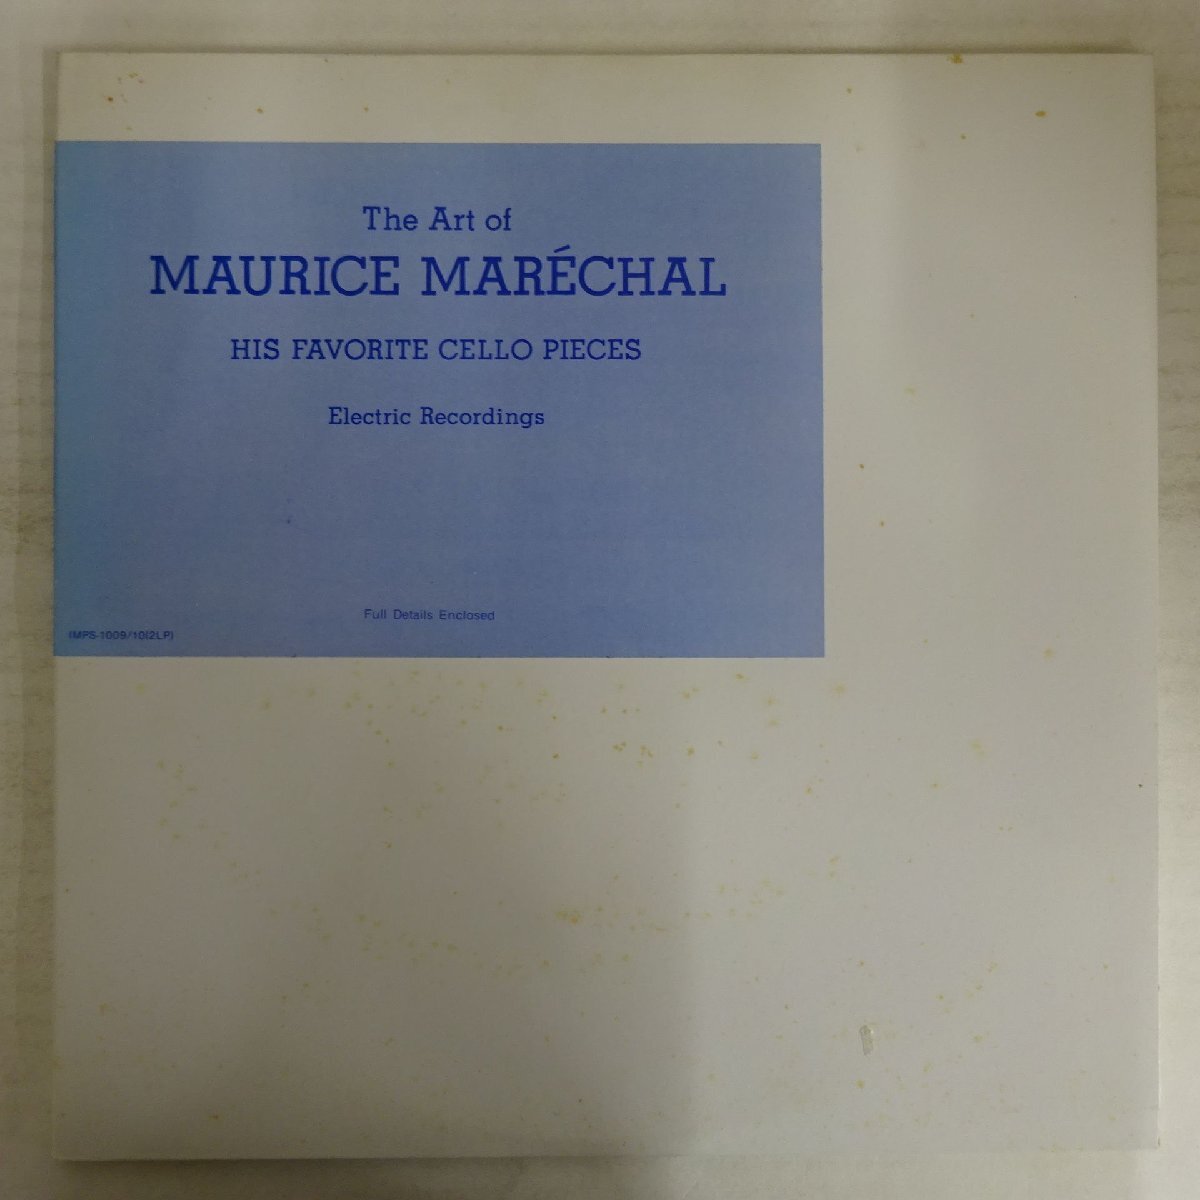 The Art of
MAURICE MARÉCHAL
HIS FAVORITE CELLO PIECES
Electric Recordings
Full Details Enclosed
IMPS-1009/10(2LP)